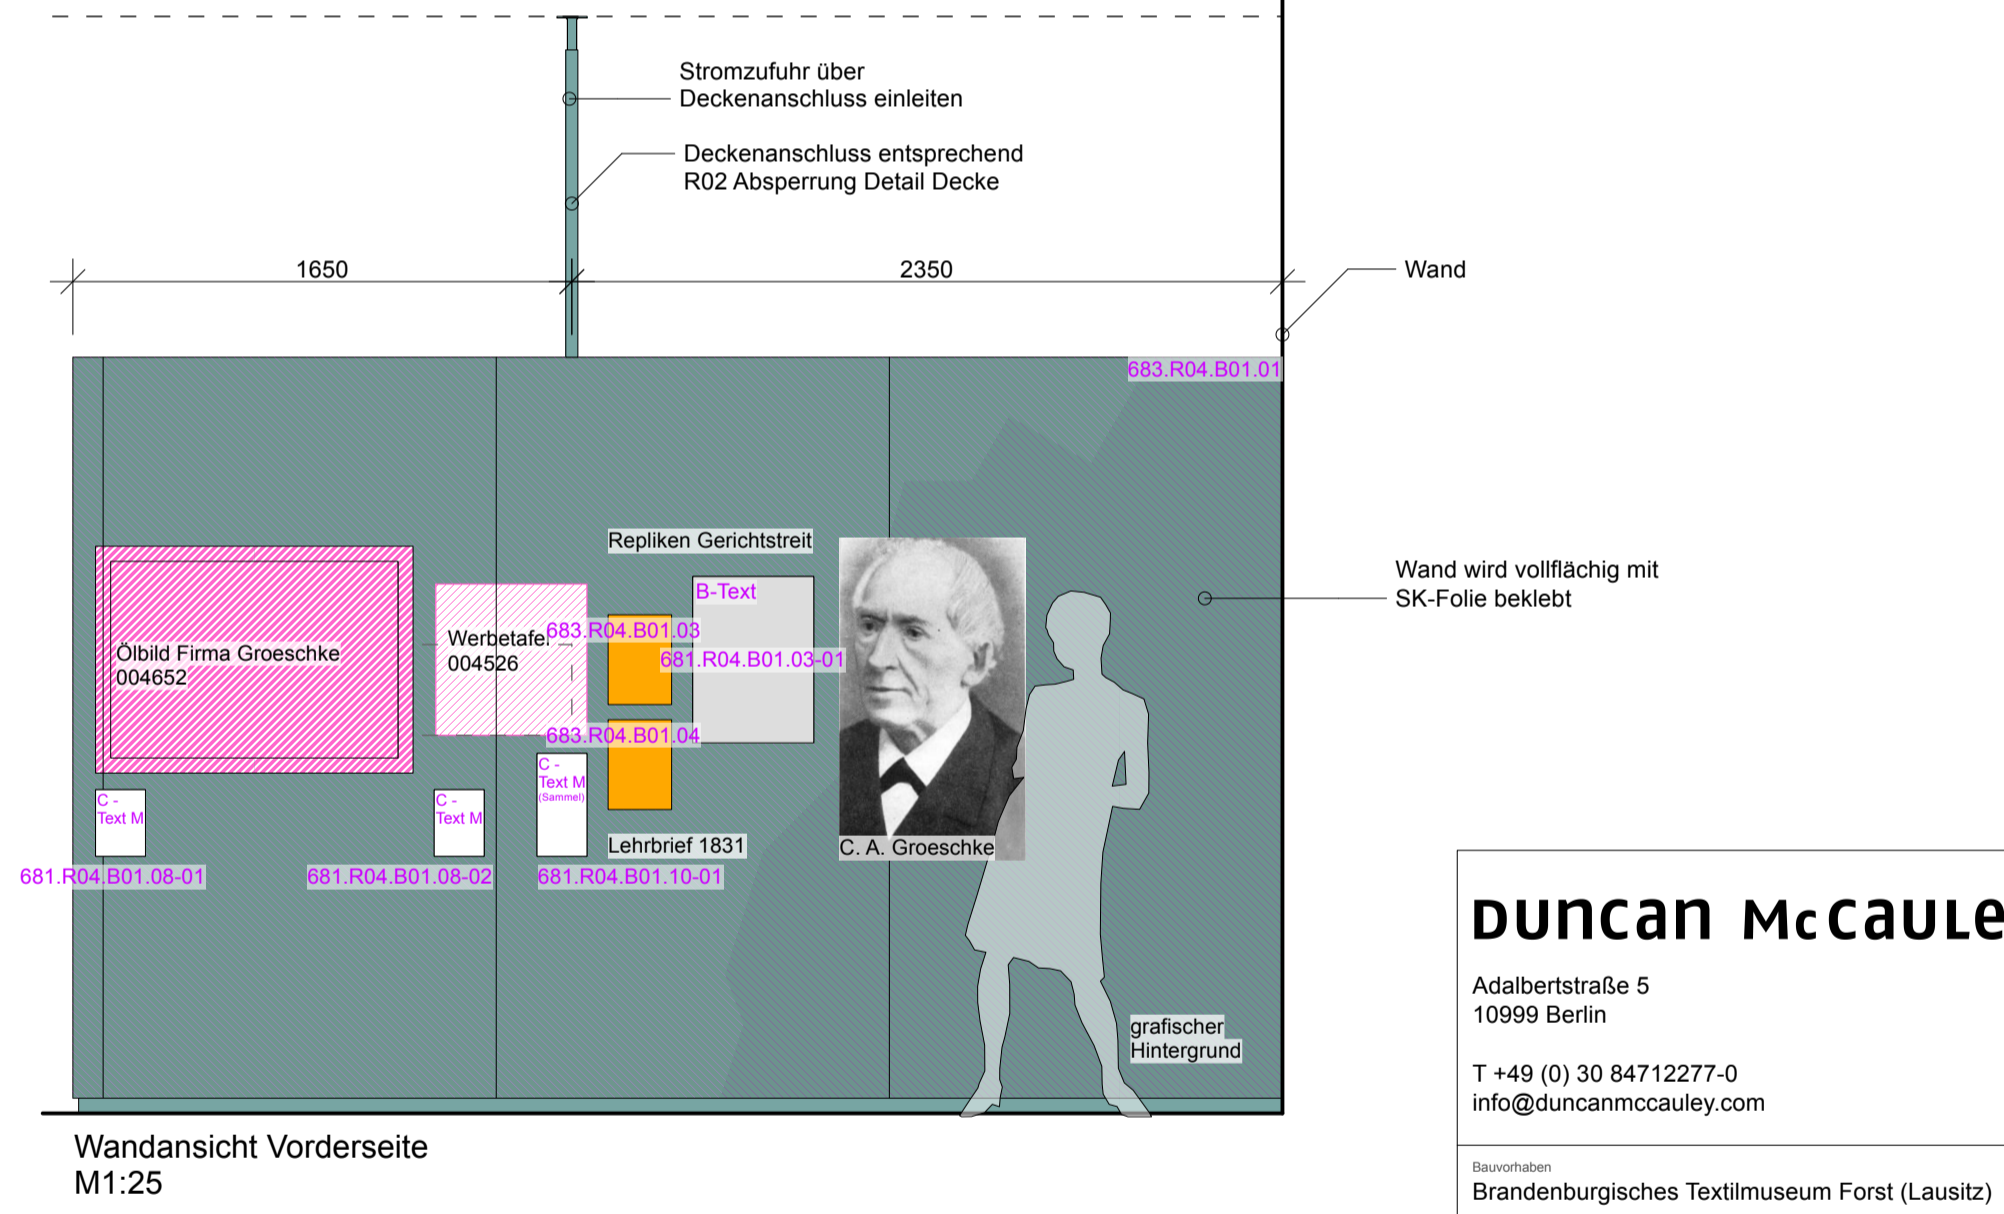 Stromzufuhr über
Deckenanschluss einleiten
Deckenanschluss entsprechend
R02 Absperrung Detail Decke
1650
2350
Wand
683.R04.B01.01
Repliken Gerichtstreit
Wand wird vollflächig mit
SK-Folie beklebt
B-Text
Ölbild Firma Groeschke
004652
Werbetafel
004526
683.R04.B01.03
681.R04.B01.03-01
683.R04.B01.04
C -
Text M
C -
Text M
C -
Text M
(Sammel)
Lehrbrief 1831
C. A. Groeschke
681.R04.B01.08-01
681.R04.B01.08-02
681.R04.B01.10-01
grafischer
Hintergrund
Wandansicht Vorderseite
M1:25
Duncan McCaule
Adalbertstraße 5
10999 Berlin
T +49 (0) 30 84712277-0
info@duncanmccauley.com
Bauvorhaben
Brandenburgisches Textilmuseum Forst (Lausitz)